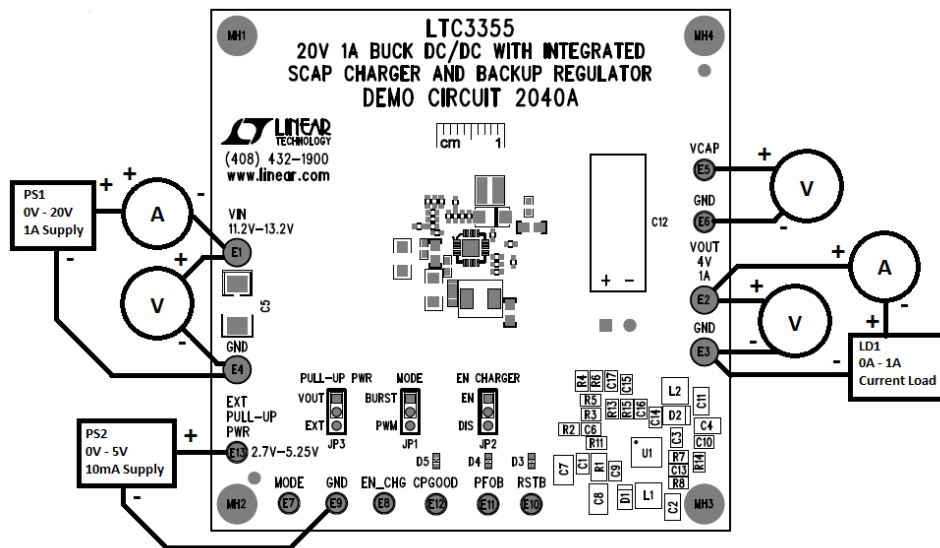 LTC3355
20V 1A BUCK DC/DC WITH INTEGRATED
SCAP CHARGER AND BACKUP REGULATOR
DEMO CIRCUIT 2040A
MH1
MH4
LINEAR
TECHNOLOGY
(408) 432-1900
www.linear.com
cm 1
PS1
0V - 20V
1A Supply
+
-
+
A
-
VIN
11.2V-13.2V
E1
+
V
-
C5
GND
E4
VCAP
E5
+
V
-
GND
E6
C12
+ -
VOUT
4V
1A
E2
+
A
+
V
-
GND
E3
+
-
LD1
0A - 1A
Current Load
EXT
PULL-UP
PWR
E13
2.7V-5.25V
PS2
0V - 5V
10mA Supply
+
-
PULL-UP PWR
VOUT
EXT
JP3
MODE
BURST
PWM
JP1
EN CHARGER
EN
DIS
JP2
D5
D4
D3
MODE
GND
EN_CHG
CPGOOD
PFOB
RSTB
E7
E9
E8
E12
E11
E10
MH2
MH3
R4
R6
C17
C15
L2
C11
R5
R13
R15
C16
R3
C14
D2
C4
R2
C6
R11
C3
C10
U1
C7
C1
R1
C9
R7
C13
R14
R8
C8
D1
L1
C2